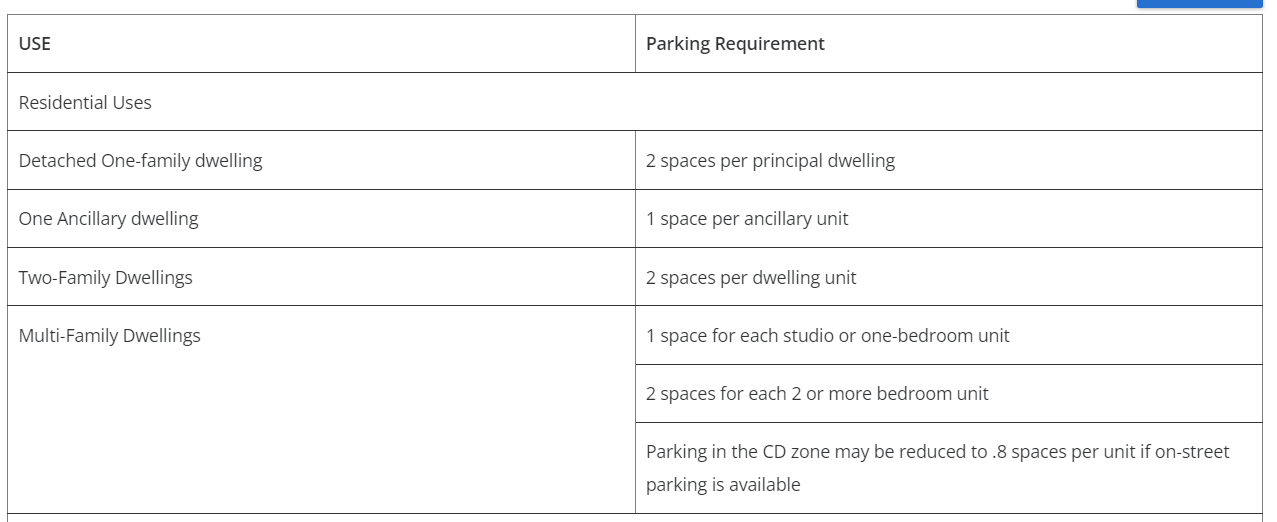 USE
Parking Requirement
Residential Uses
Detached One-family dwelling
2 spaces per principal dwelling
One Ancillary dwelling
1 space per ancillary unit
Two-Family Dwellings
2 spaces per dwelling unit
Multi-Family Dwellings
1 space for each studio or one-bedroom unit
2 spaces for each 2 or more bedroom unit
Parking in the CD zone may be reduced to .8 spaces per unit if on-street
parking is available